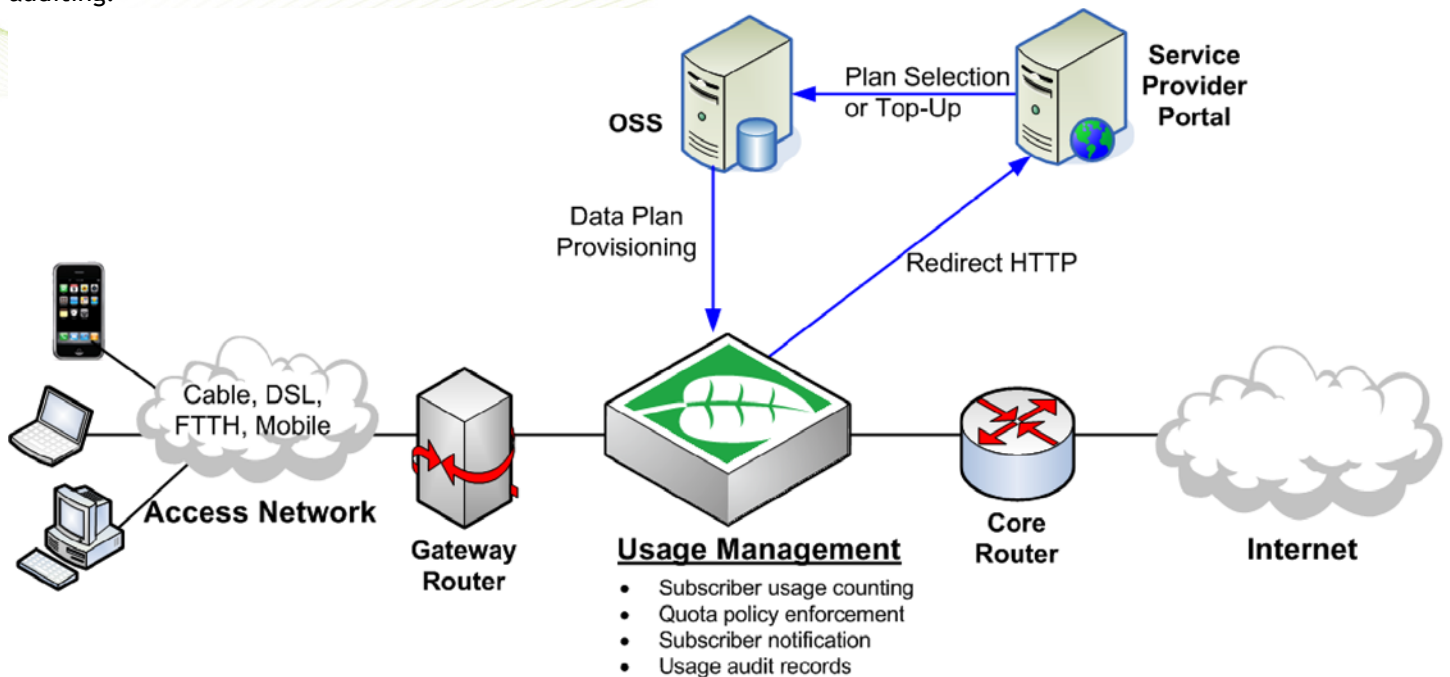 auditing.
Service
Provider
Portal
Plan Selection
or Top-Up
OSS
Data Plan
Provisioning
Redirect HTTP
Cable, DSL,
FTTH, Mobile
Access Network
Gateway
Router
Usage Management
• Subscriber usage counting
• Quota policy enforcement
• Subscriber notification
• Usage audit records
Core
Router
Internet